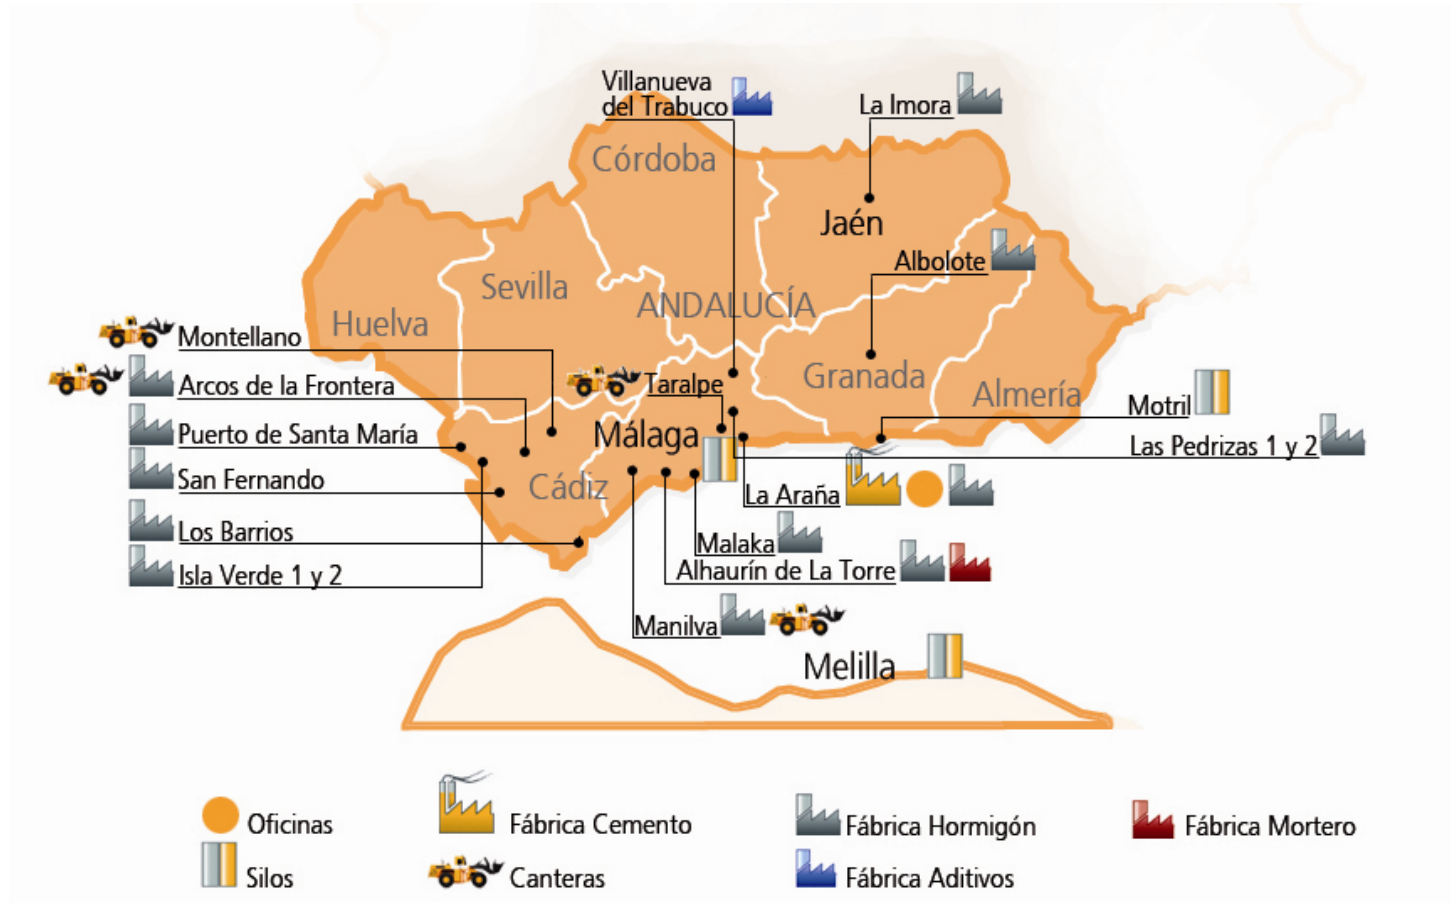 Villanueva
del Trabuco
La Imora
Córdoba
Jaén
Albolote
Sevilla
ANDALUCÍA
Huelva
Montellano
Arcos de la Frontera
Taralpe
Granada
Almería
Motril
Puerto de Santa María
Málaga
Las Pedrizas 1 y 2
San Fernando
Cádiz
La Araña
Los Barrios
Malaka
Isla Verde 1 y 2
Alhaurín de La Torre
Manilva
Melilla
Oficinas
Fábrica Cemento
Fábrica Hormigón
Fábrica Mortero
Silos
Canteras
Fábrica Aditivos